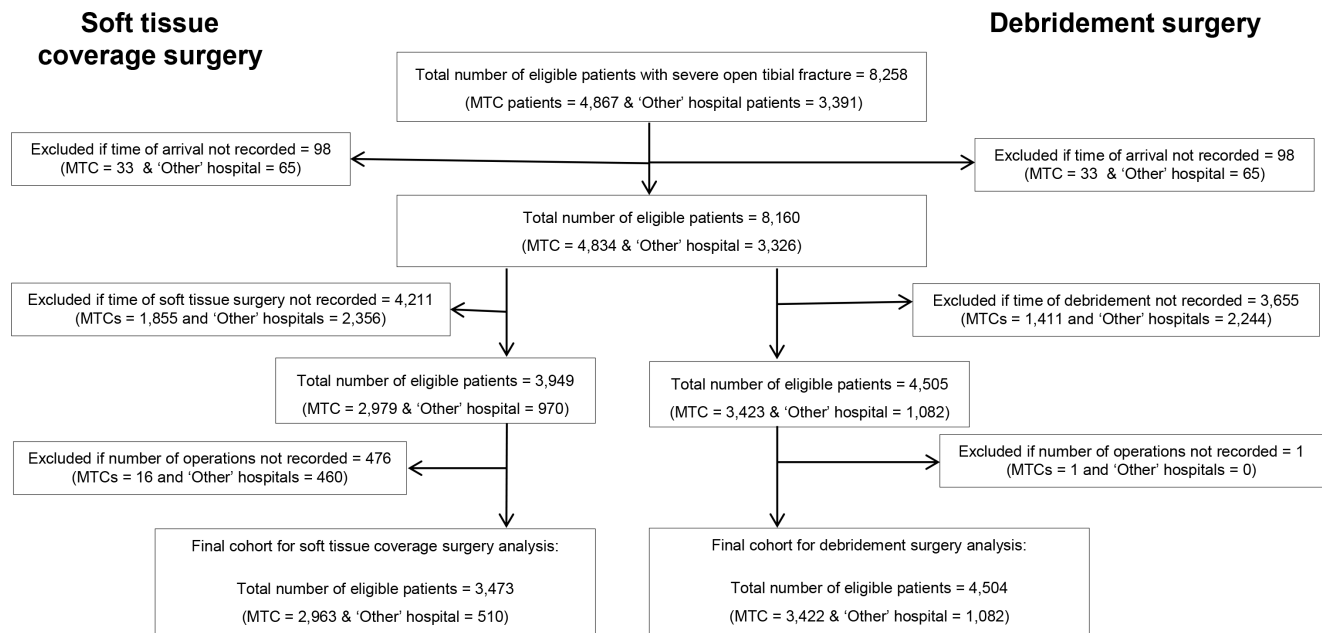 Soft tissue
coverage surgery
Debridement surgery
Total number of eligible patients with severe open tibial fracture = 8,258
(MTC patients = 4,867 & ‘Other’ hospital patients = 3,391)
Excluded if time of arrival not recorded = 98
(MTC = 33 & ‘Other’ hospital = 65)
Excluded if time of arrival not recorded = 98
(MTC = 33 & ‘Other’ hospital = 65)
Total number of eligible patients = 8,160
(MTC = 4,834 & ‘Other’ hospital = 3,326)
Excluded if time of soft tissue surgery not recorded = 4,211
(MTCs = 1,855 and ‘Other’ hospitals = 2,356)
Excluded if time of debridement not recorded = 3,655
(MTCs = 1,411 and ‘Other’ hospitals = 2,244)
Total number of eligible patients = 3,949
(MTC = 2,979 & ‘Other’ hospital = 970)
Total number of eligible patients = 4,505
(MTC = 3,423 & ‘Other’ hospital = 1,082)
Excluded if number of operations not recorded = 476
(MTCs = 16 and ‘Other’ hospitals = 460)
Excluded if number of operations not recorded = 1
(MTCs = 1 and ‘Other’ hospitals = 0)
Final cohort for soft tissue coverage surgery analysis:
Total number of eligible patients = 3,473
(MTC = 2,963 & ‘Other’ hospital = 510)
Final cohort for debridement surgery analysis:
Total number of eligible patients = 4,504
(MTC = 3,422 & ‘Other’ hospital = 1,082)